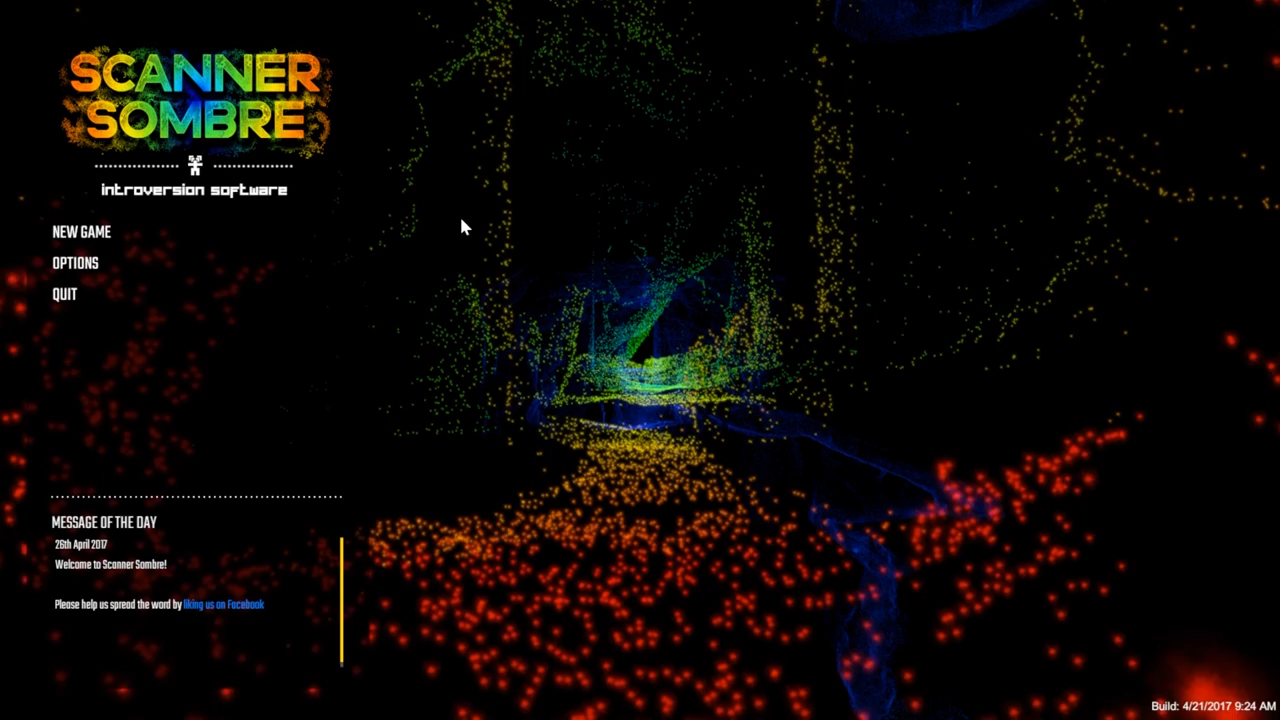 SCANNER
SOMBRE
introversion software
NEW GAME
OPTIONS
QUIT
MESSAGE OF THE DAY
26th April 2017
Welcome to Scanner Sombre!
Please help us spread the word by liking us on Facebook
Build: 4/21/2017 9:24 AM